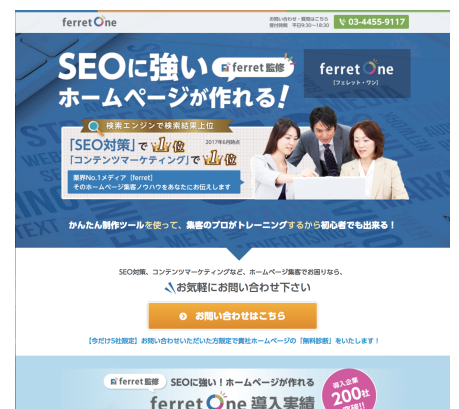 ferret One
お問い合わせ・質問はこちら
受付時間 平日9:30〜18:30
03-4455-9117
SEOに強い
ferret 監修
ホームページが作れる!
ferret One
[フェレット・ワン]
検索エンジンで検索結果上位
「SEO対策」で 1位
2017年6月時点
「コンテンツマーケティング」で 1位
業界No.1メディア [ferret]
そのホームページ集客ノウハウをあなたにお伝えします
かんたん制作ツールを使って、集客のプロがトレーニングするから初心者でも出来る!
SEO対策、コンテンツマーケティングなど、ホームページ集客でお困りなら、
お気軽にお問い合わせ下さい
お問い合わせはこちら
【今だけ5社限定】お問い合わせいただいた方限定で貴社ホームページの「無料診断」をいたします!
ferret 監修
SEOに強い!ホームページが作れる
ferret One 導入実績
導入企業
200社